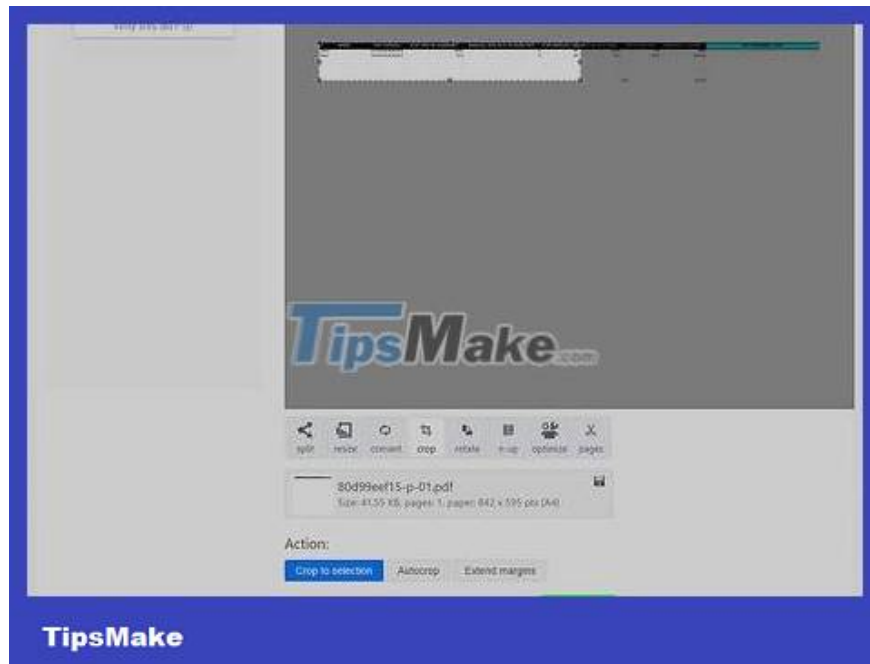 TipsMake.com
split resize convert crop rotate n-up optimize pages
80d99eef15-p-01.pdf
Size: 41.55 KB, pages: 1, paper: 842 x 595 pts (A4)
Action:
Crop to selection Autocrop Extend margins
TipsMake